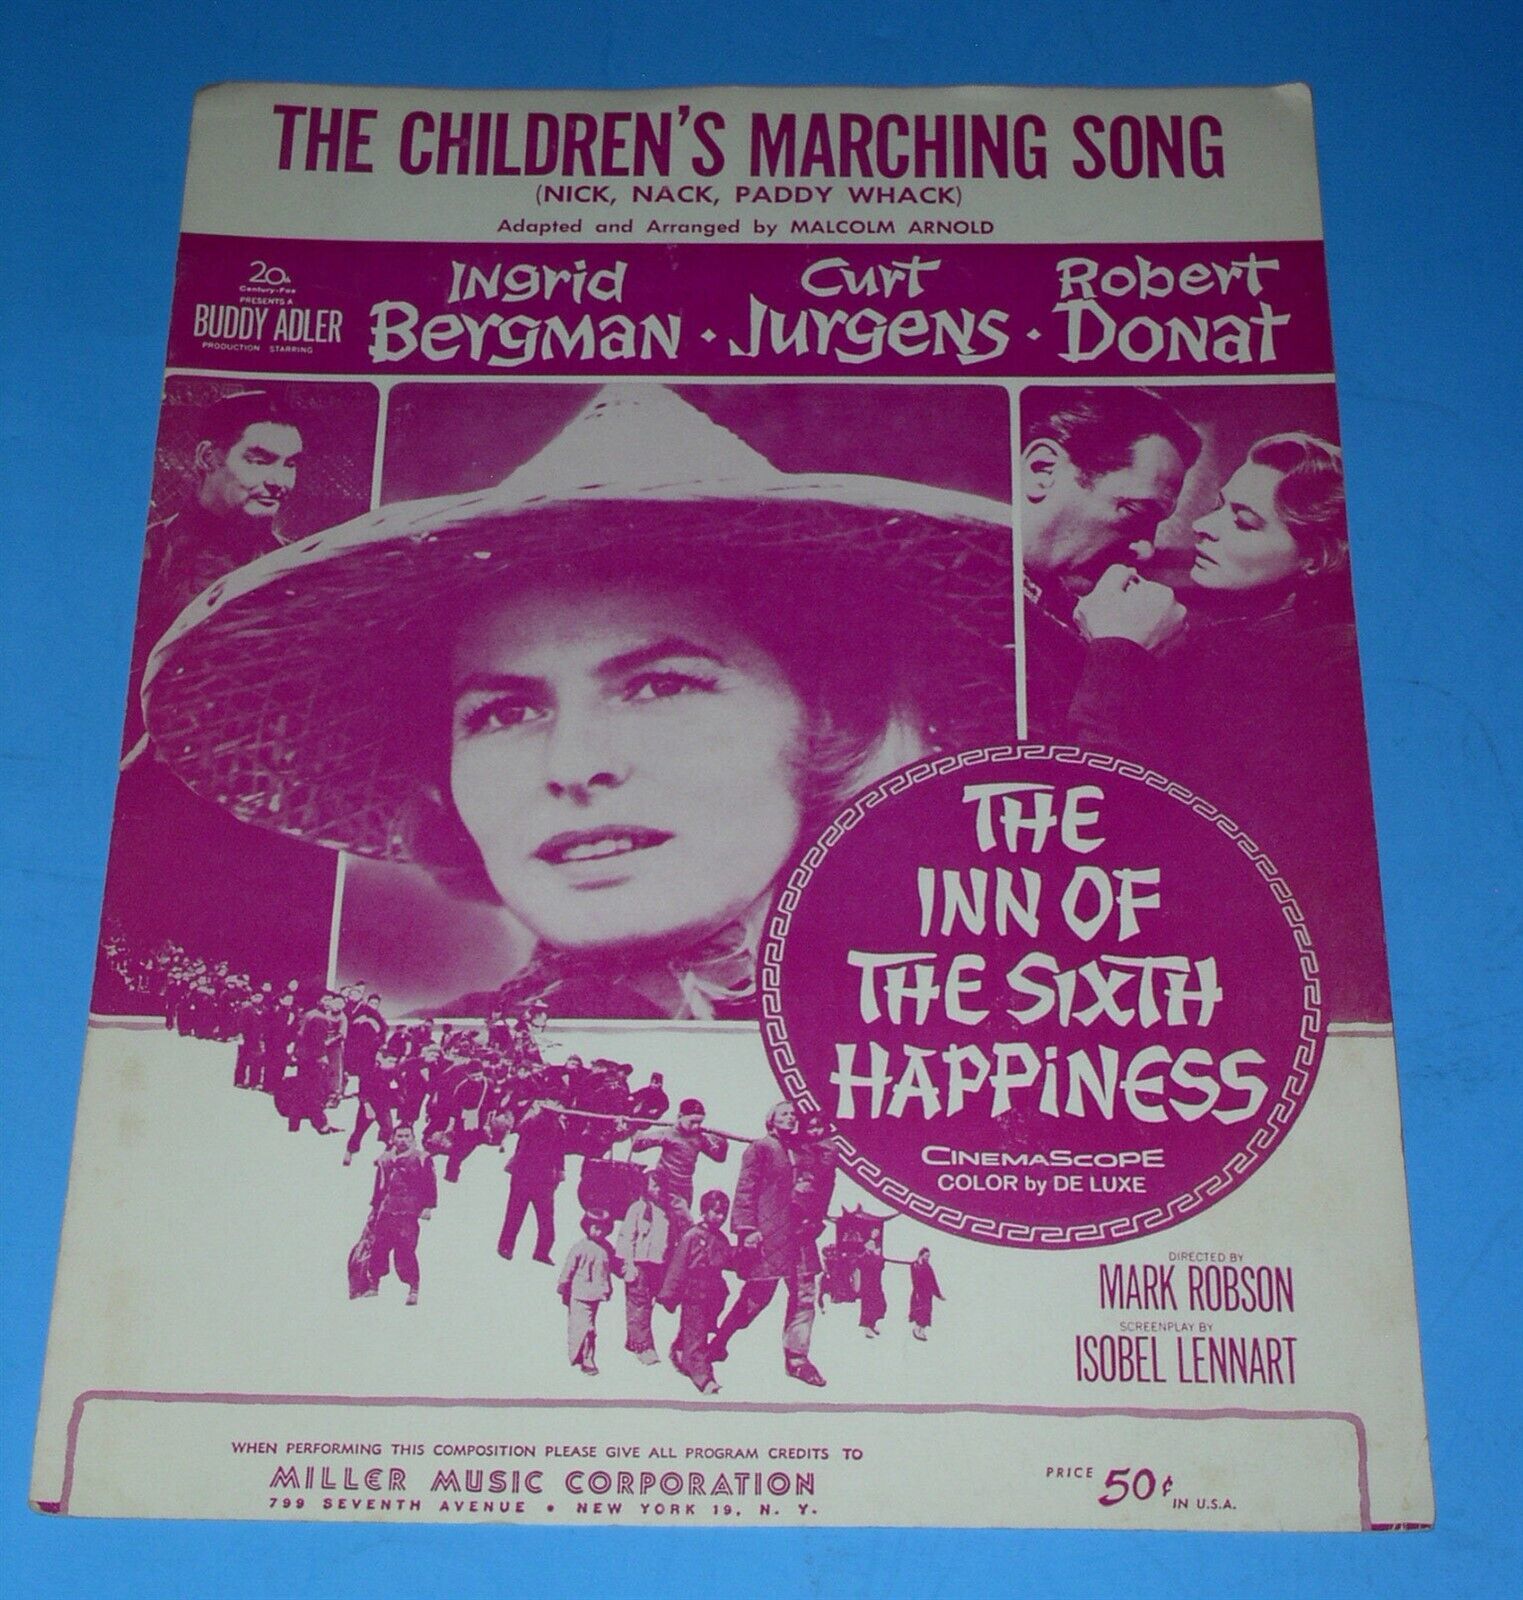 THE CHILDREN'S MARCHING SONG
(NICK, NACK, PADDY WHACK)
Adapted and Arranged by MALCOLM ARNOLD
20th
Century-Fox
PRESENTS A
BUDDY ADLER
PRODUCTION STARRING
Ingrid Bergman • Curt Jurgens • Robert Donat
THE
INN OF
THE SIXTH
HAPPINESS
CINEMASCOPE
COLOR by DE LUXE
DIRECTED BY
MARK ROBSON
SCREENPLAY BY
ISOBEL LENNART
WHEN PERFORMING THIS COMPOSITION PLEASE GIVE ALL PROGRAM CREDITS TO
MILLER MUSIC CORPORATION
799 SEVENTH AVENUE • NEW YORK 19, N. Y.
PRICE 50¢ IN U.S.A.